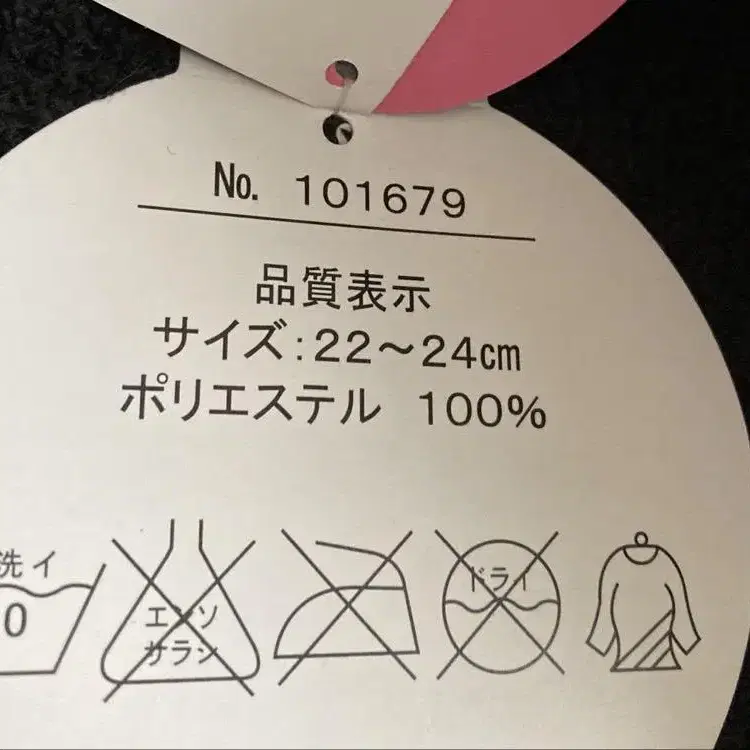 No. 101679
品質表示
サイズ:22~24cm
ポリエステル 100%
洗イ
0
エンソ
サラシ
ドライ